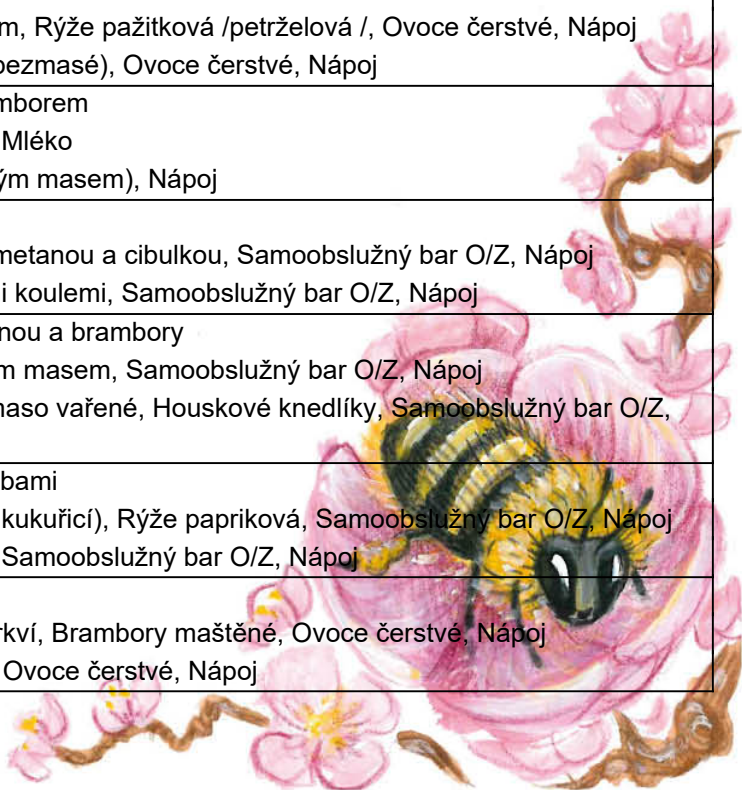 m, Rýže pažitková /petrželová /, Ovoce čerstvé, Nápoj
bezmasé), Ovoce čerstvé, Nápoj
mborem
Mléko
ým masem), Nápoj
metanou a cibulkou, Samoobslužný bar O/Z, Nápoj
i koulemi, Samoobslužný bar O/Z, Nápoj
nou a brambory
m masem, Samoobslužný bar O/Z, Nápoj
maso vařené, Houskové knedlíky, Samoobslužný bar O/Z,
bami
kukuřicí), Rýže papriková, Samoobslužný bar O/Z, Nápoj
Samoobslužný bar O/Z, Nápoj
rkví, Brambory maštěné, Ovoce čerstvé, Nápoj
Ovoce čerstvé, Nápoj